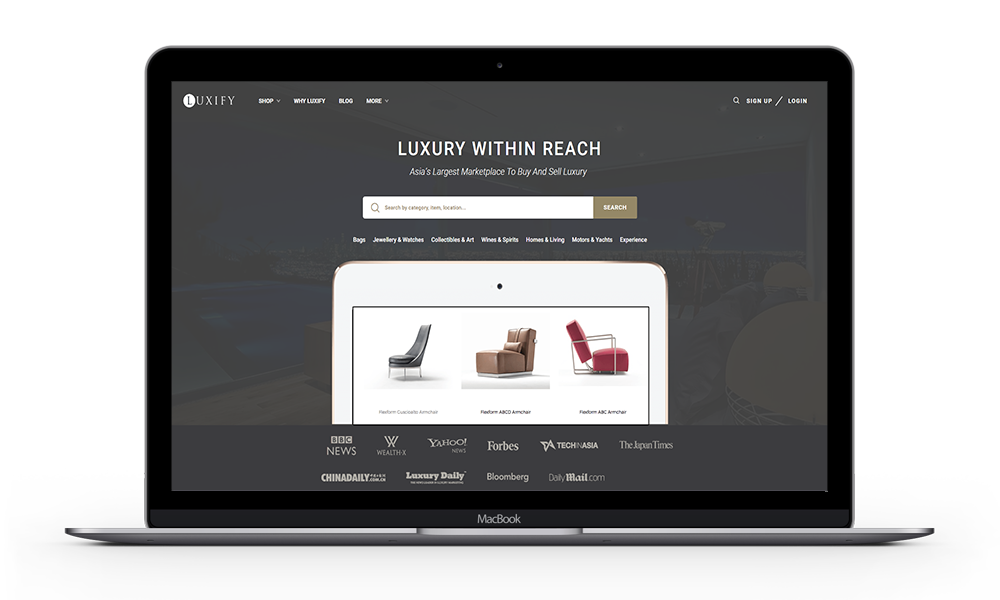 LUXIFY SHOP WHY LUXIFY BLOG MORE SIGN UP / LOGIN
LUXURY WITHIN REACH
Asia's Largest Marketplace To Buy And Sell Luxury
Search by category, item, location... SEARCH
Bags Jewellery & Watches Collectibles & Art Wines & Spirits Homes & Living Motors & Yachts Experience
Flexform Armchair Flexform ABCD Armchair Flexform ABC Armchair
BBC
NEWS
WEALTH-X
YAHOO!
NEWS
Forbes
TECHINASIA
The Japan Times
CHINADAILY
.COM.CN
Luxury Daily™
Bloomberg
Daily Mail.com
MacBook